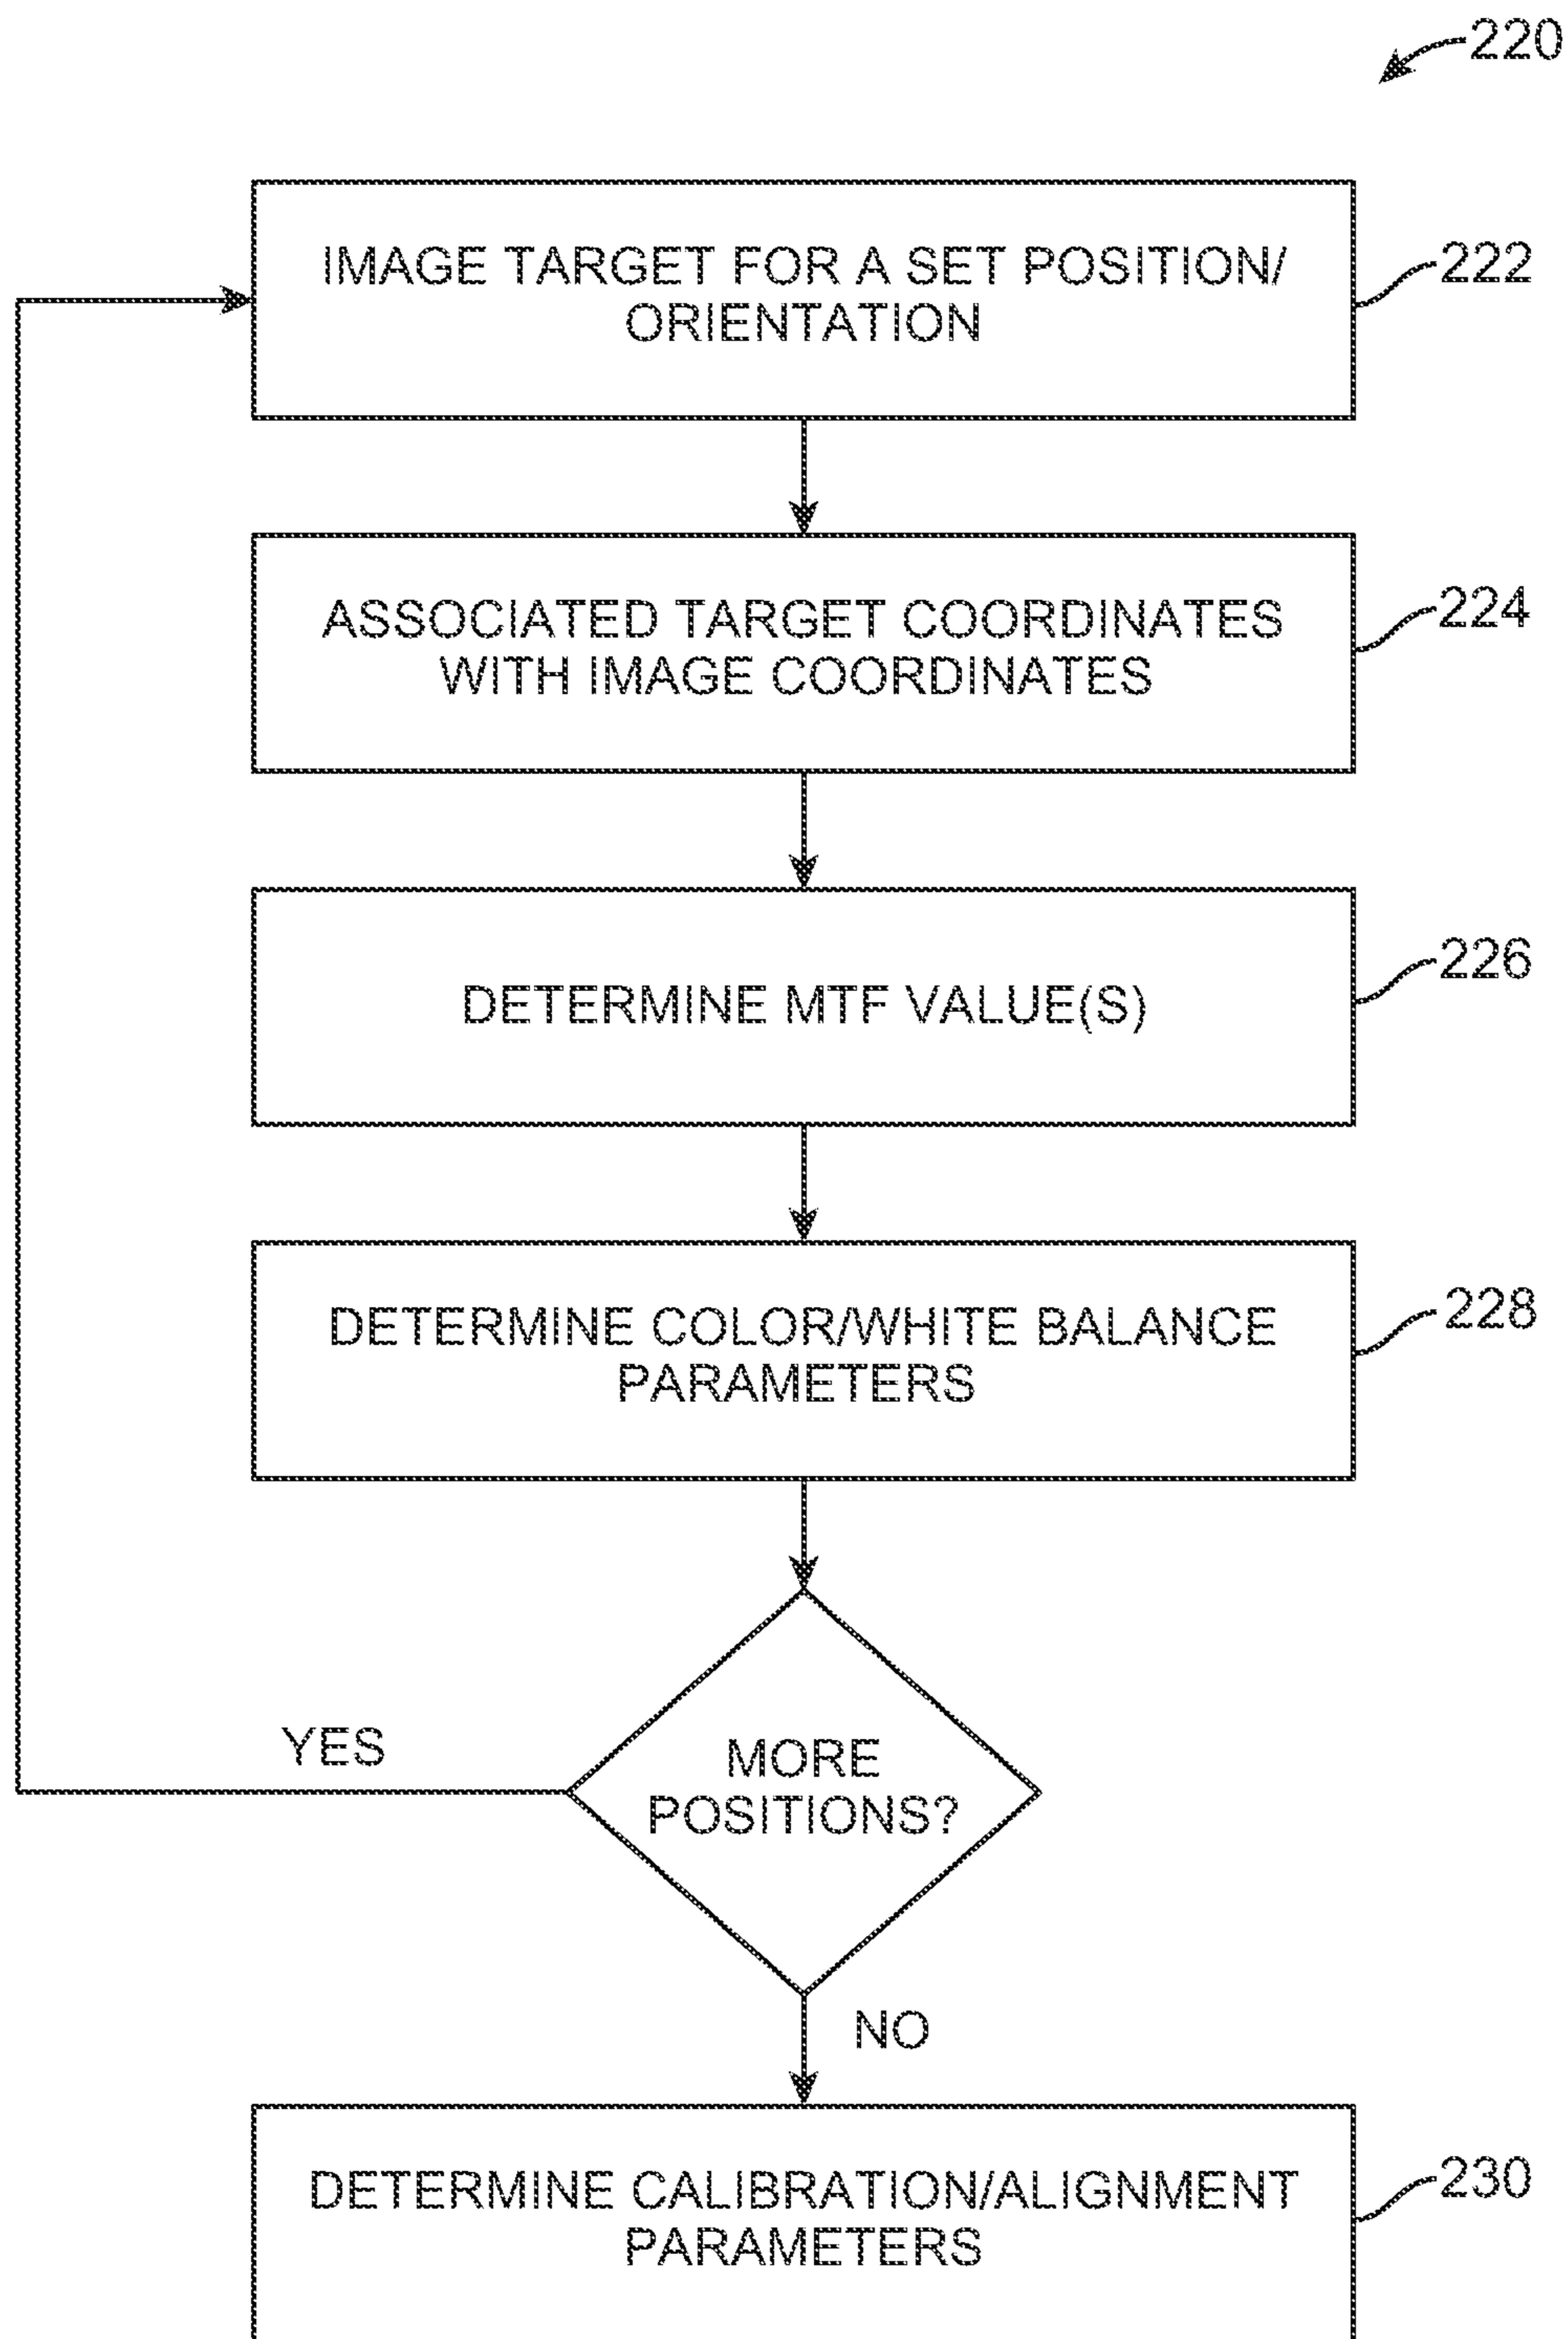 220
IMAGE TARGET FOR A SET POSITION/
ORIENTATION
222
ASSOCIATED TARGET COORDINATES
WITH IMAGE COORDINATES
224
DETERMINE MTF VALUE(S)
226
DETERMINE COLOR/WHITE BALANCE
PARAMETERS
228
MORE
POSITIONS?
YES
NO
DETERMINE CALIBRATION/ALIGNMENT
PARAMETERS
230